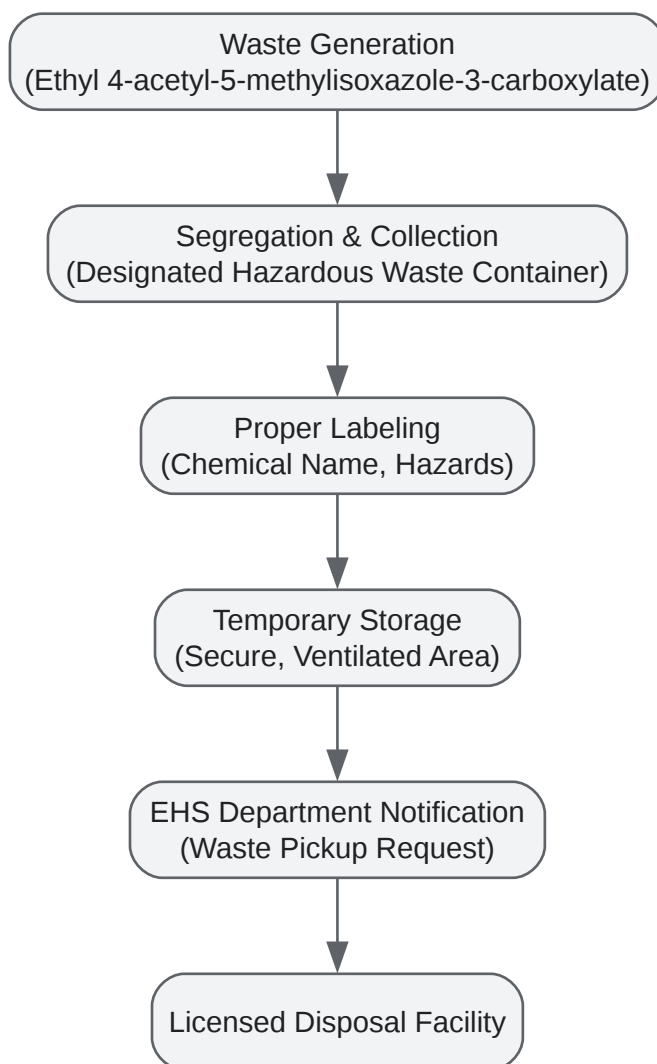 Waste Generation
(Ethyl 4-acetyl-5-methylisoxazole-3-carboxylate)
Segregation & Collection
(Designated Hazardous Waste Container)
Proper Labeling
(Chemical Name, Hazards)
Temporary Storage
(Secure, Ventilated Area)
EHS Department Notification
(Waste Pickup Request)
Licensed Disposal Facility